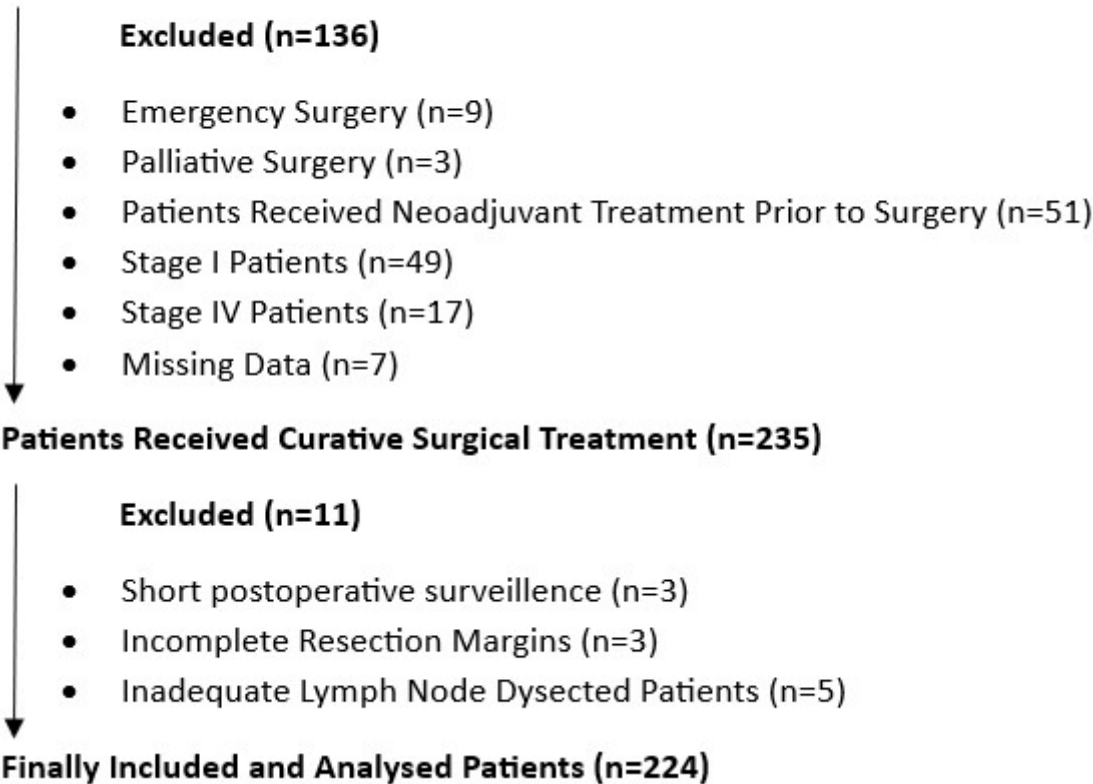 Excluded (n=136)
• Emergency Surgery (n=9)
• Palliative Surgery (n=3)
• Patients Received Neoadjuvant Treatment Prior to Surgery (n=51)
• Stage I Patients (n=49)
• Stage IV Patients (n=17)
• Missing Data (n=7)
Patients Received Curative Surgical Treatment (n=235)
Excluded (n=11)
• Short postoperative surveillence (n=3)
• Incomplete Resection Margins (n=3)
• Inadequate Lymph Node Dysected Patients (n=5)
Finally Included and Analysed Patients (n=224)